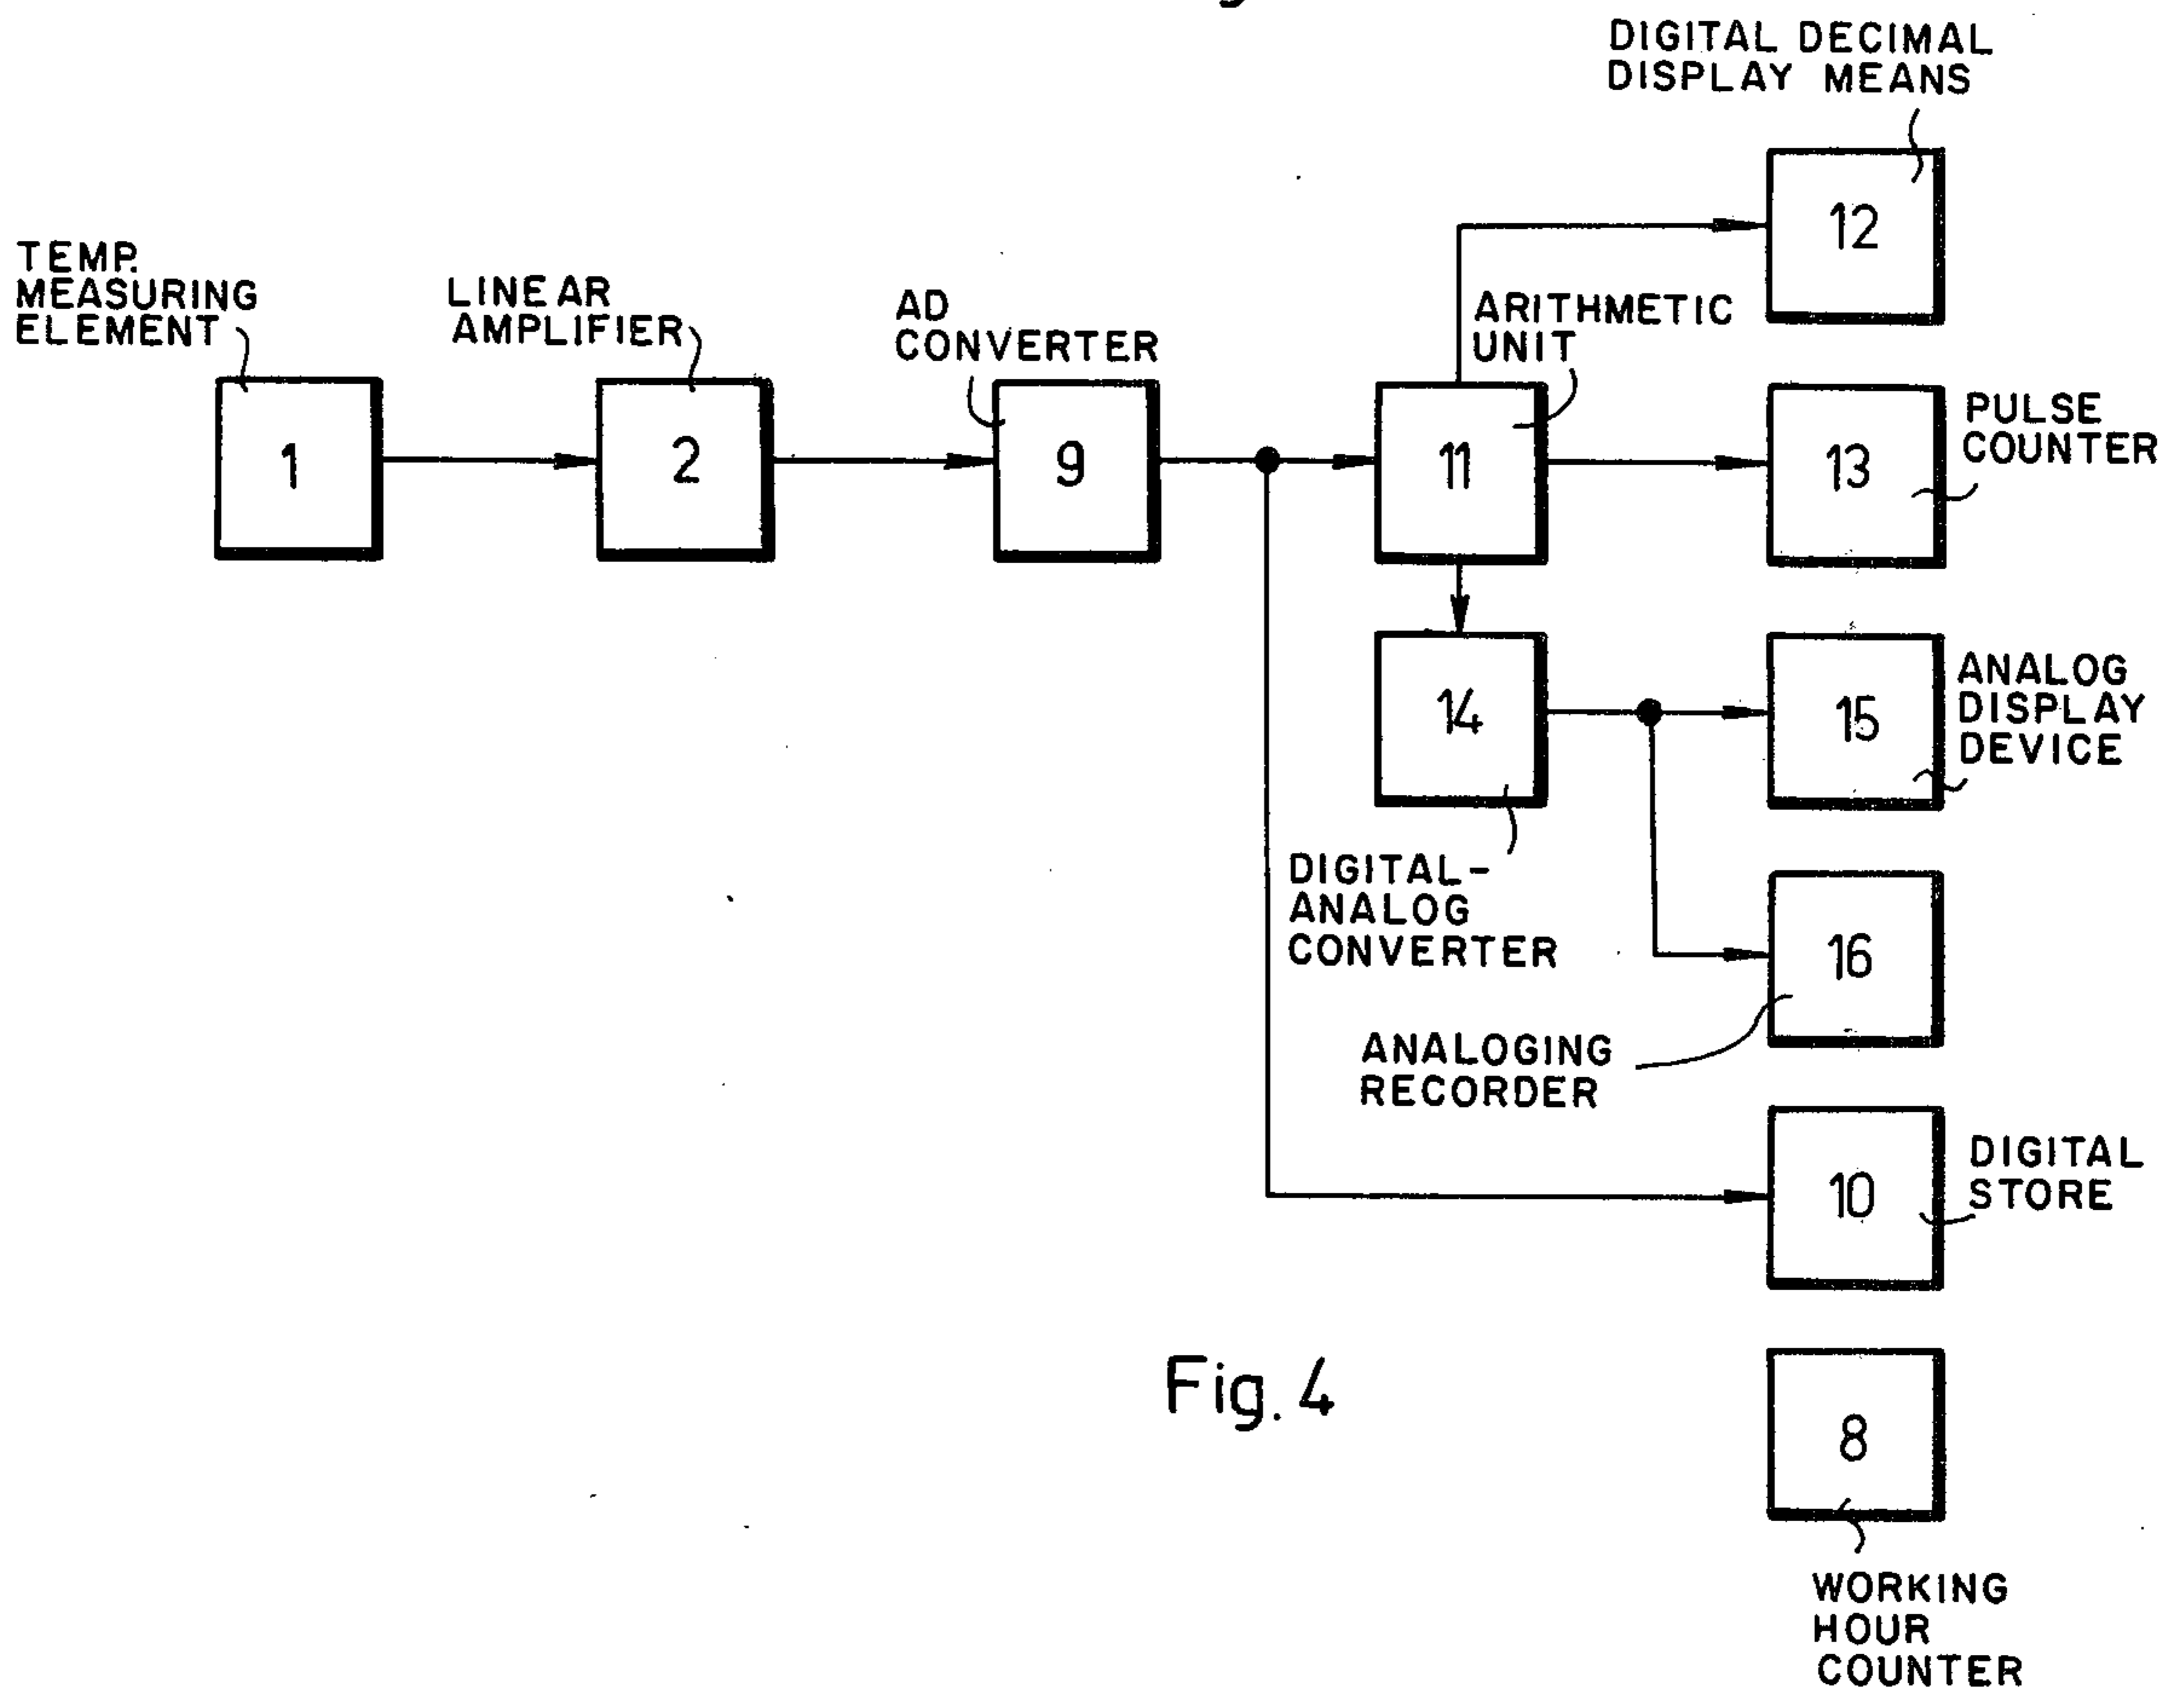 DIGITAL DECIMAL
DISPLAY MEANS
12
TEMP.
MEASURING
ELEMENT
LINEAR
AMPLIFIER
AD
CONVERTER
ARITHMETIC
UNIT
PULSE
COUNTER
1
2
9
11
13
14
15
ANALOG
DISPLAY
DEVICE
DIGITAL-
ANALOG
CONVERTER
16
ANALOGING
RECORDER
10
DIGITAL
STORE
Fig. 4
8
WORKING
HOUR
COUNTER